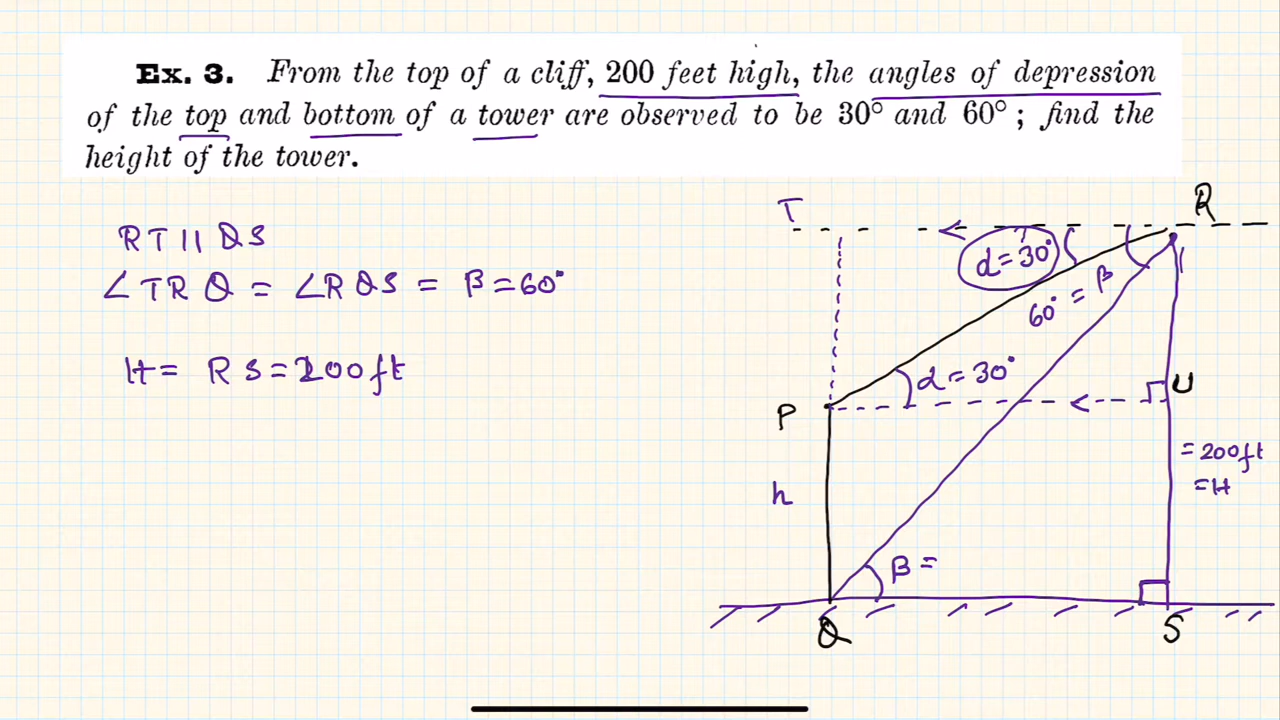 Ex. 3. From the top of a cliff, 200 feet high, the angles of depression
of the top and bottom of a tower are observed to be 30° and 60°; find the
height of the tower.
RT || QS
∠TRQ = ∠RQS = β = 60°
H = RS = 200ft
T
R
α = 30°
60° = β
α = 30°
P
U
= 200ft
= H
h
β =
Q
S